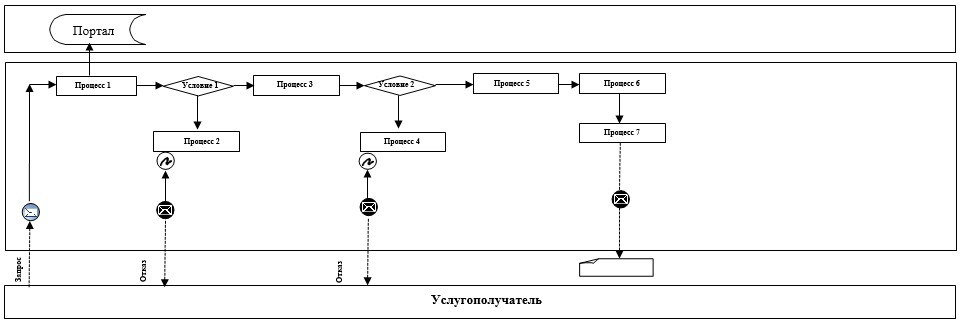 Портал
Процесс 1
Условие 1
Процесс 3
Условие 2
Процесс 5
Процесс 6
Процесс 2
Процесс 4
Процесс 7
Запрос
Отказ
Отказ
Услугополучатель